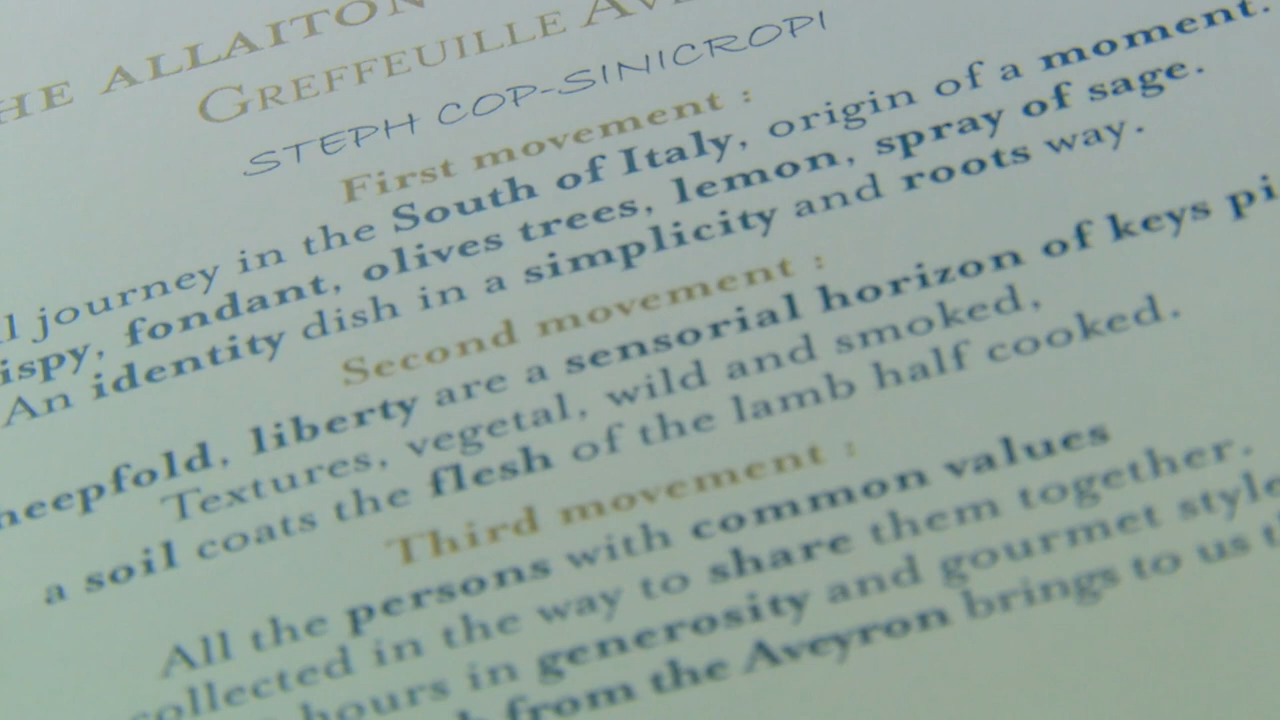 HE ALLAITON
GREFFEUILLE AVE
STEPH COP-SINICROPI
First movement :
l journey in the South of Italy, origin of a moment.
ispy, fondant, olives trees, lemon, spray of sage.
An identity dish in a simplicity and roots way.
Second movement :
heepfold, liberty are a sensorial horizon of keys pi
Textures, vegetal, wild and smoked,
a soil coats the flesh of the lamb half cooked.
Third movement :
All the persons with common values
ollected in the way to share them together.
hours in generosity and gourmet style
from the Aveyron brings to us